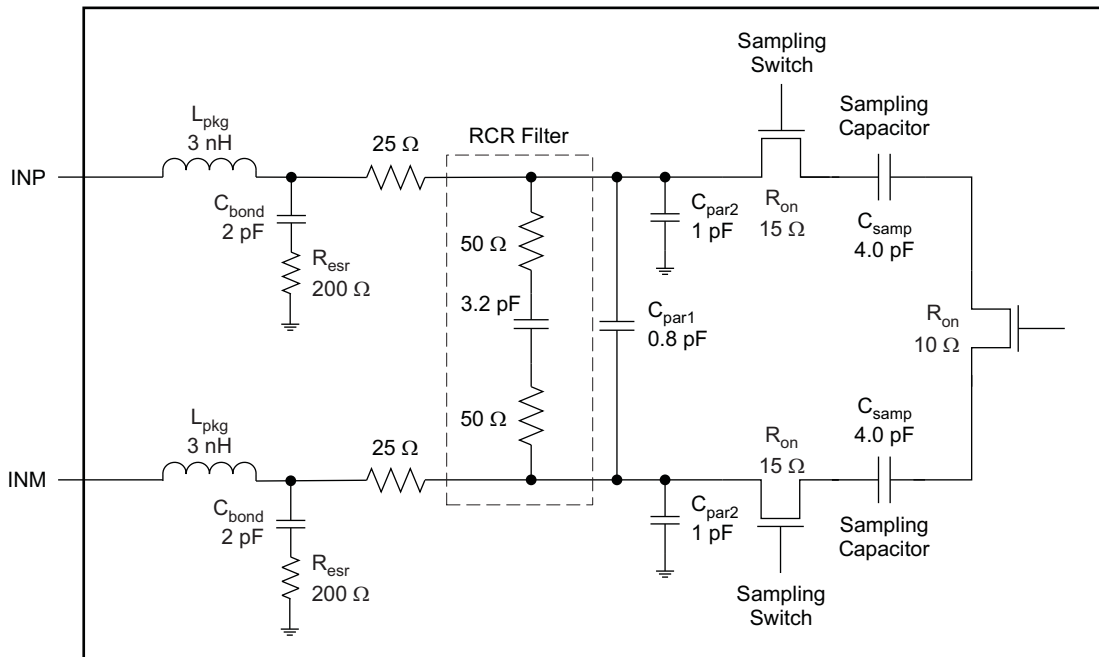 Sampling
Switch
Sampling
Capacitor
L_pkg
3 nH
25 Ω
RCR Filter
INP
C_bond
2 pF
R_esr
200 Ω
50 Ω
3.2 pF
50 Ω
C_par2
1 pF
R_on
15 Ω
C_samp
4.0 pF
C_par1
0.8 pF
R_on
10 Ω
L_pkg
3 nH
25 Ω
INM
C_bond
2 pF
R_esr
200 Ω
C_par2
1 pF
R_on
15 Ω
C_samp
4.0 pF
Sampling
Capacitor
Sampling
Switch